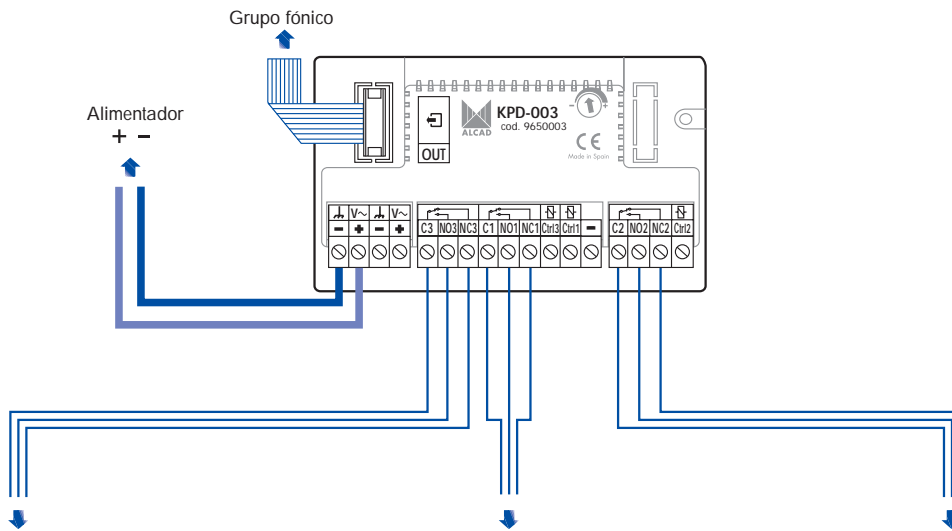 Grupo fónico
Alimentador
+ −
ALCAD
KPD-003
cod. 9650003
− +
CE
Made in Spain
OUT
V~ V~
− + − +
C3 NO3 NC3 C1 NO1 NC1 Ctrl3 Ctrl1 −
C2 NO2 NC2 Ctrl2